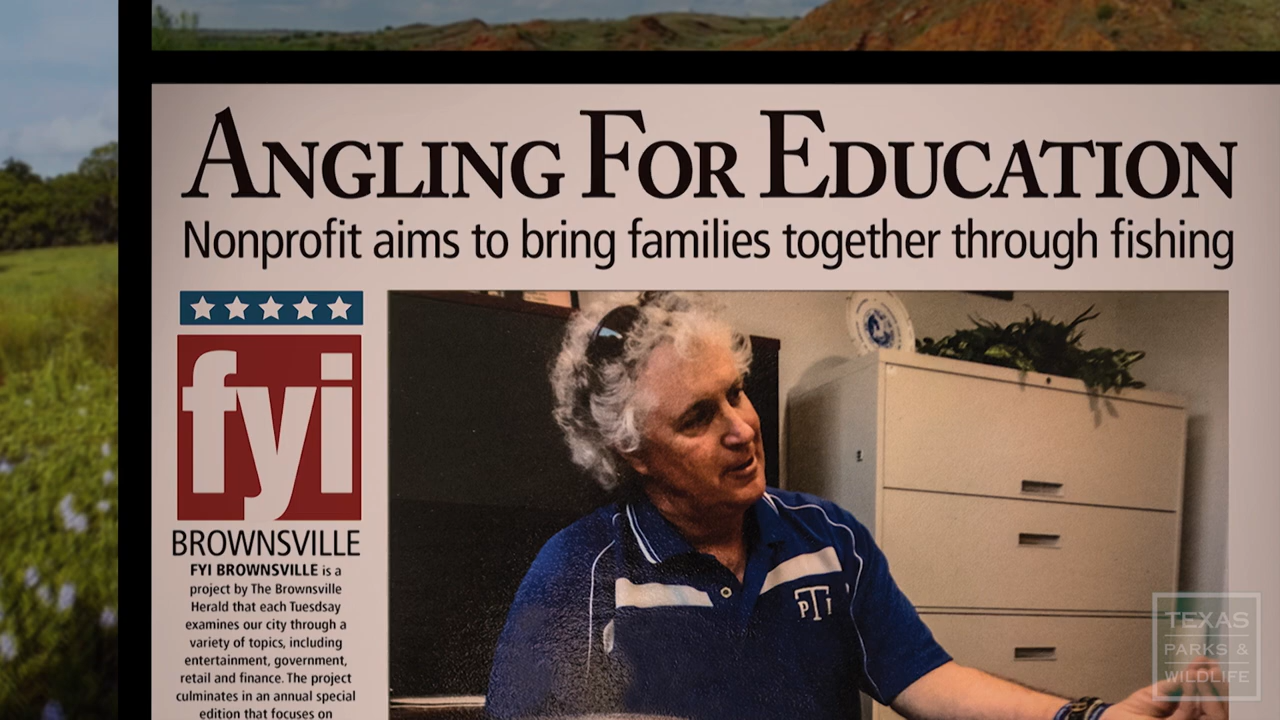 ANGLING FOR EDUCATION
Nonprofit aims to bring families together through fishing
fyi
BROWNSVILLE
FYI BROWNSVILLE is a
project by The Brownsville
Herald that each Tuesdsay
examines our city through a
variety of topics, including
entertainment, government,
retail and finance. The project
culminates in an annual special
edition that focuses on
PTI
TEXAS
PARKS &
WILDLIFE